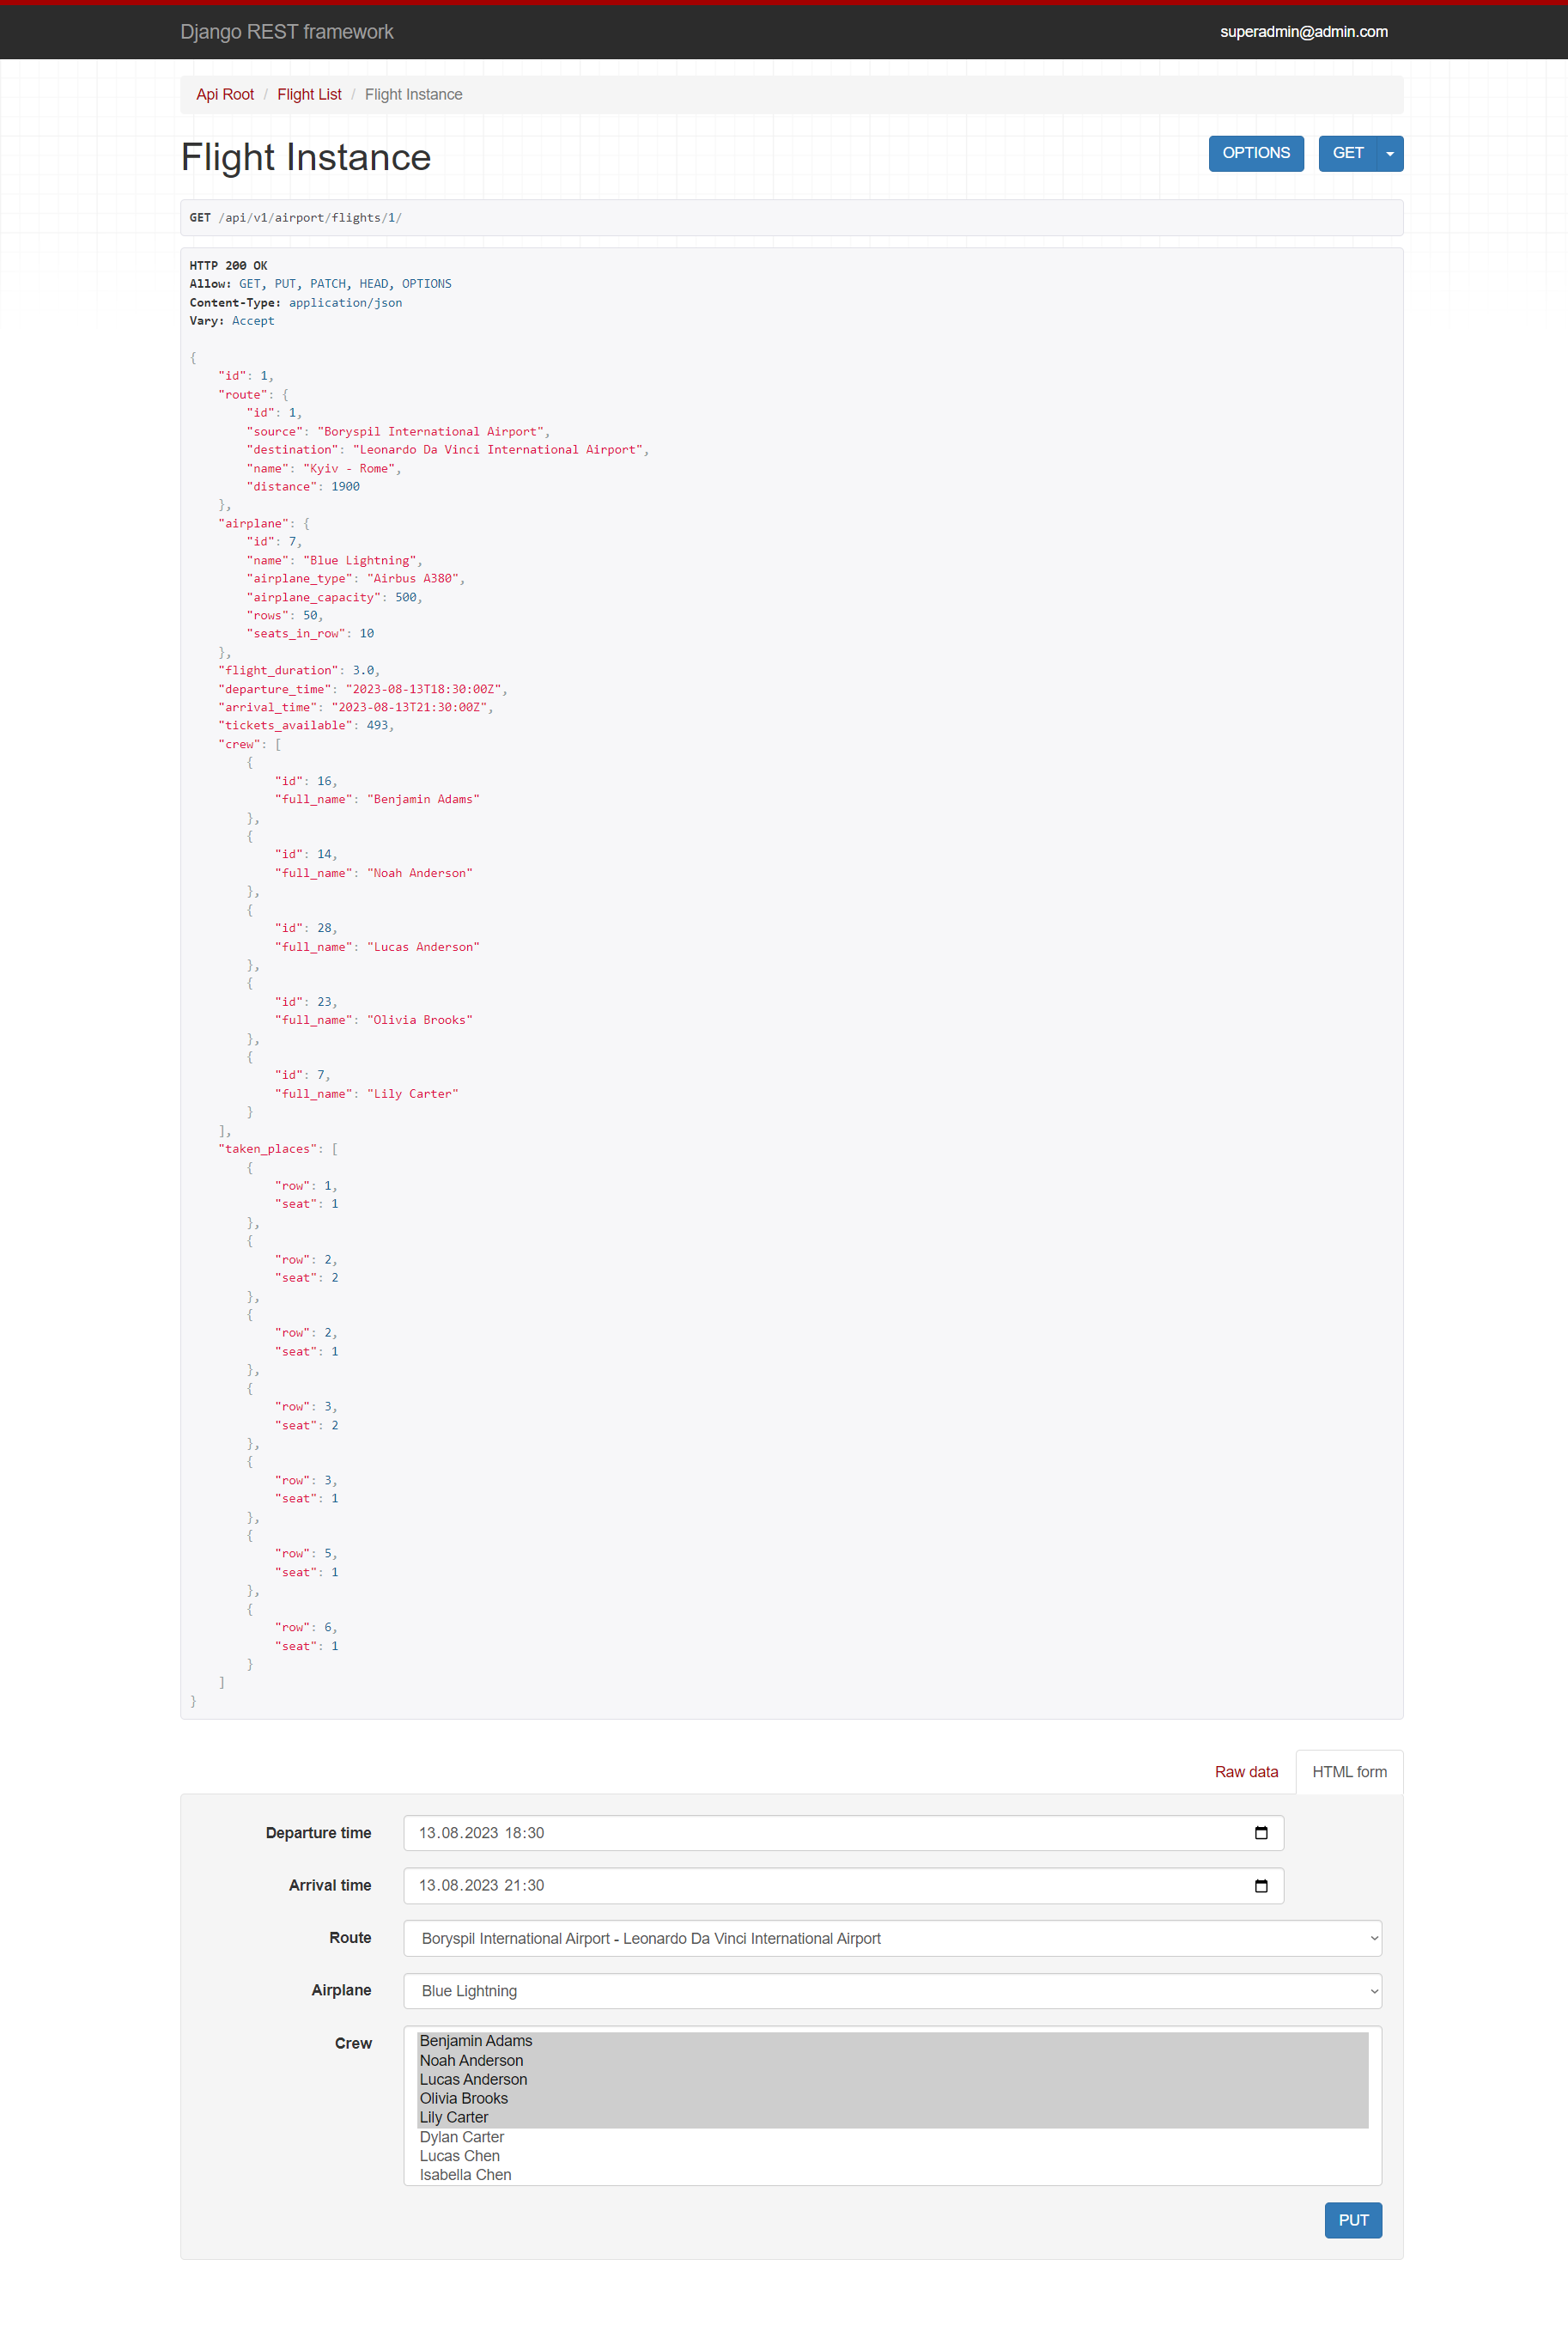 Django REST framework
superadmin@admin.com
Api Root / Flight List / Flight Instance
Flight Instance
OPTIONS
GET
GET /api/v1/airport/flights/1/
HTTP 200 OK
Allow: GET, PUT, PATCH, HEAD, OPTIONS
Content-Type: application/json
Vary: Accept
{
    "id": 1,
    "route": {
        "id": 1,
        "source": "Boryspil International Airport",
        "destination": "Leonardo Da Vinci International Airport",
        "name": "Kyiv - Rome",
        "distance": 1900
    },
    "airplane": {
        "id": 7,
        "name": "Blue Lightning",
        "airplane_type": "Airbus A380",
        "airplane_capacity": 500,
        "rows": 50,
        "seats_in_row": 10
    },
    "flight_duration": 3.0,
    "departure_time": "2023-08-13T18:30:00Z",
    "arrival_time": "2023-08-13T21:30:00Z",
    "tickets_available": 493,
    "crew": [
        {
            "id": 16,
            "full_name": "Benjamin Adams"
        },
        {
            "id": 14,
            "full_name": "Noah Anderson"
        },
        {
            "id": 28,
            "full_name": "Lucas Anderson"
        },
        {
            "id": 23,
            "full_name": "Olivia Brooks"
        },
        {
            "id": 7,
            "full_name": "Lily Carter"
        }
    ],
    "taken_places": [
        {
            "row": 1,
            "seat": 1
        },
        {
            "row": 2,
            "seat": 2
        },
        {
            "row": 2,
            "seat": 1
        },
        {
            "row": 3,
            "seat": 2
        },
        {
            "row": 3,
            "seat": 1
        },
        {
            "row": 5,
            "seat": 1
        },
        {
            "row": 6,
            "seat": 1
        }
    ]
}
Raw data
HTML form
Departure time
13.08.2023 18:30
Arrival time
13.08.2023 21:30
Route
Boryspil International Airport - Leonardo Da Vinci International Airport
Airplane
Blue Lightning
Crew
Benjamin Adams
Noah Anderson
Lucas Anderson
Olivia Brooks
Lily Carter
Dylan Carter
Lucas Chen
Isabella Chen
PUT